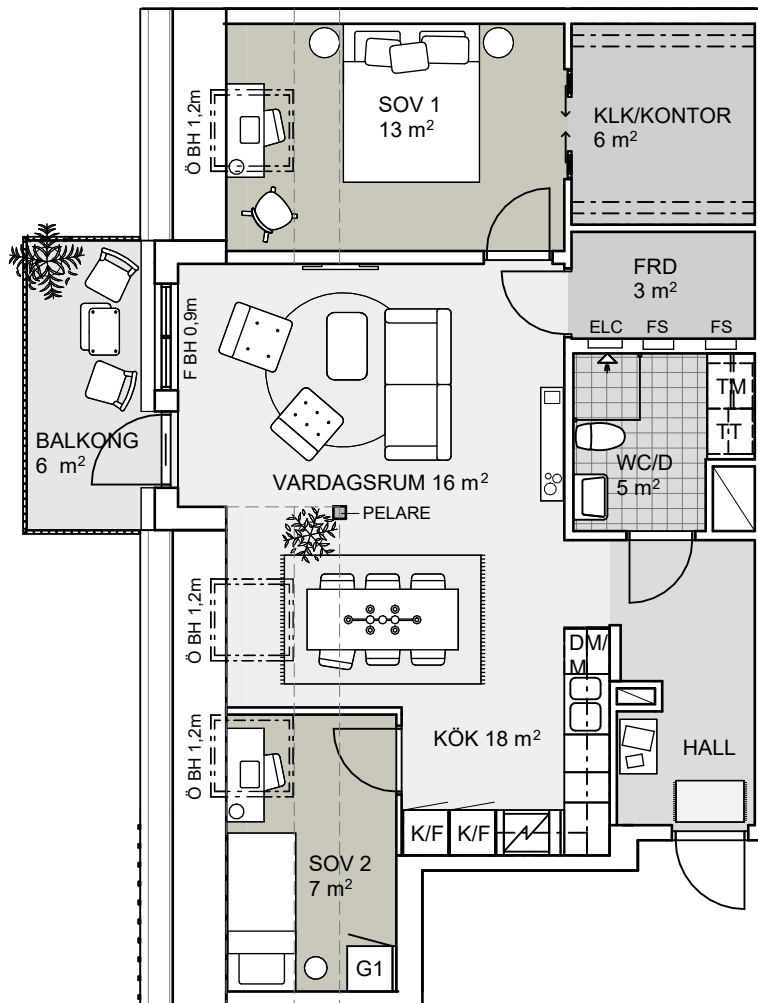 SOV 1
13 m²
KLK/KONTOR
6 m²
Ö BH 1,2m
FRD
3 m²
ELC FS FS
F BH 0,9m
TM
TT
BALKONG
6 m²
WC/D
5 m²
VARDAGSRUM 16 m²
PELARE
Ö BH 1,2m
DM/
M
Ö BH 1,2m
KÖK 18 m²
HALL
K/F K/F
SOV 2
7 m²
G1